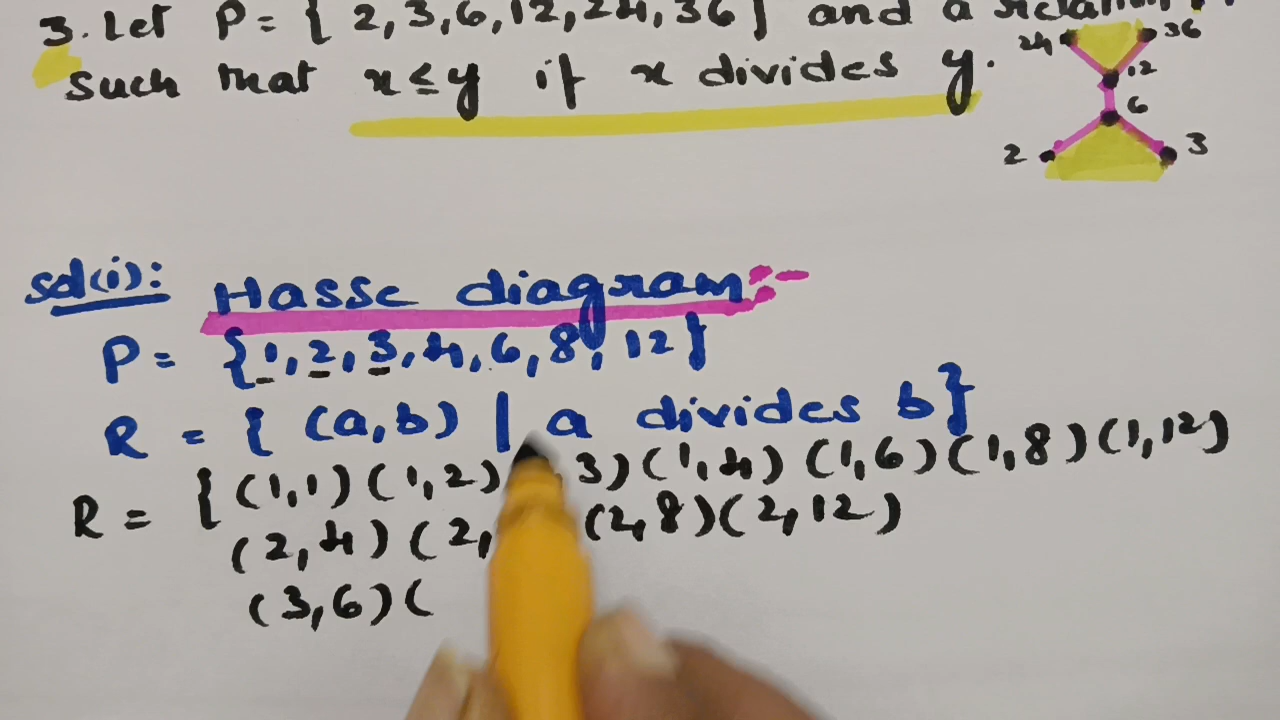 3. Let P = { 2, 3, 6, 12, 24, 36 } and a relation
such that x ≤ y if x divides y.
24 36
12
6
2 3
sol(i): Hasse diagram:-
P = {1, 2, 3, 4, 6, 8, 12}
R = { (a,b) | a divides b}
R = { (1,1) (1,2) 3) (1,4) (1,6) (1,8) (1,12)
(2,4) (2, (2,8) (2,12)
(3,6) (